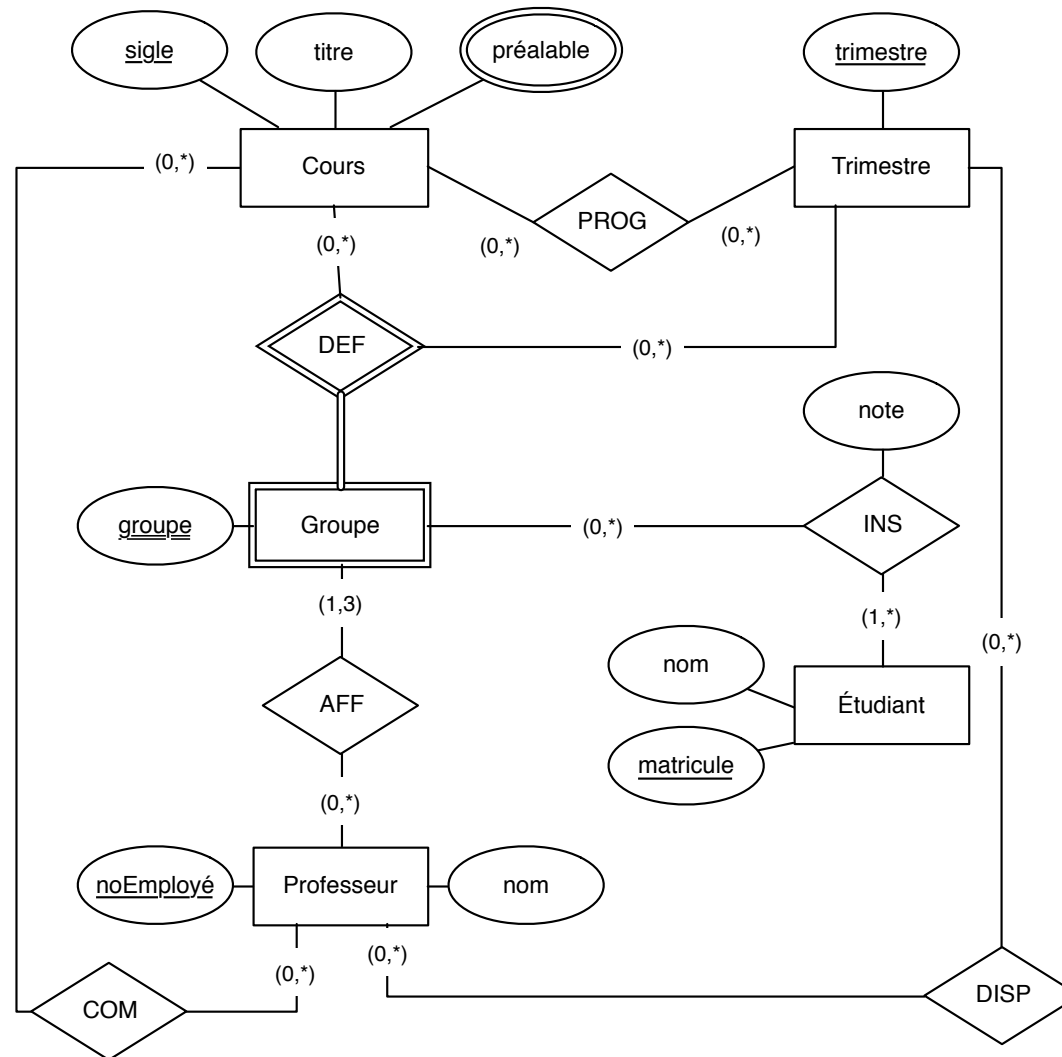 sigle
titre
préalable
trimestre
(0,*)
Cours
Trimestre
PROG
(0,*)
(0,*)
(0,*)
DEF
(0,*)
note
groupe
Groupe
(0,*)
INS
(1,3)
(1,*)
(0,*)
nom
AFF
Étudiant
matricule
(0,*)
noEmployé
Professeur
nom
(0,*)
(0,*)
COM
DISP